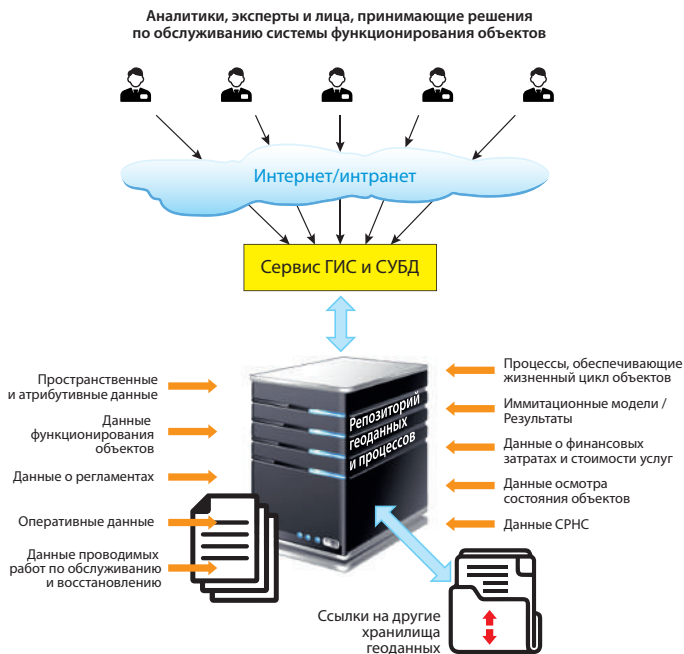 Аналитики, эксперты и лица, принимающие решения
по обслуживанию системы функционирования объектов
Интернет/интранет
Сервис ГИС и СУБД
Репозиторий
геоданных
и процессов
Пространственные
и атрибутивные данные
Данные
функционирования
объектов
Данные о регламентах
Оперативные данные
Данные проводимых
работ по обслуживанию
и восстановлению
Процессы, обеспечивающие
жизненный цикл объектов
Иммитационные модели /
Результаты
Данные о финансовых
затратах и стоимости услуг
Данные осмотра
состояния объектов
Данные СРНС
Ссылки на другие
хранилища
геоданных